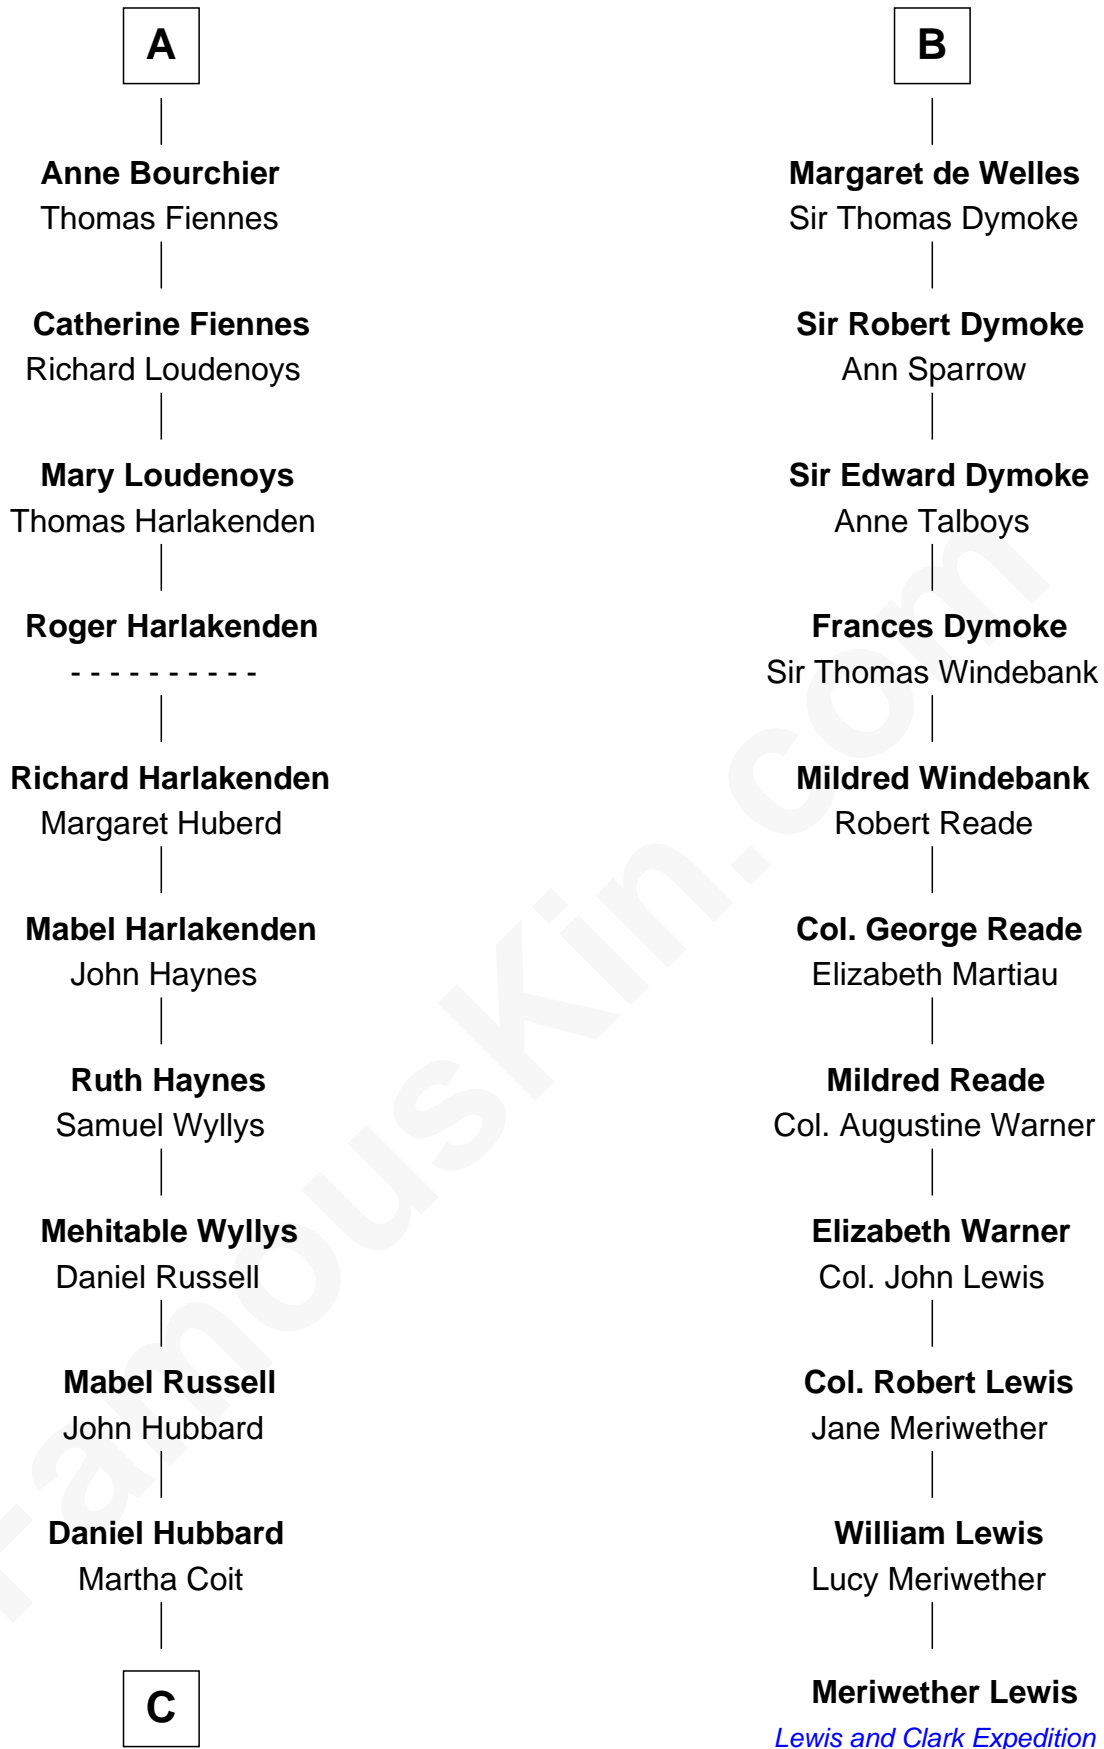 A
Anne Bourchier
Thomas Fiennes
Catherine Fiennes
Richard Loudenoys
Mary Loudenoys
Thomas Harlakenden
Roger Harlakenden
- - - - - - - - - -
Richard Harlakenden
Margaret Huberd
Mabel Harlakenden
John Haynes
Ruth Haynes
Samuel Wyllys
Mehitable Wyllys
Daniel Russell
Mabel Russell
John Hubbard
Daniel Hubbard
Martha Coit
C
B
Margaret de Welles
Sir Thomas Dymoke
Sir Robert Dymoke
Ann Sparrow
Sir Edward Dymoke
Anne Talboys
Frances Dymoke
Sir Thomas Windebank
Mildred Windebank
Robert Reade
Col. George Reade
Elizabeth Martiau
Mildred Reade
Col. Augustine Warner
Elizabeth Warner
Col. John Lewis
Col. Robert Lewis
Jane Meriwether
William Lewis
Lucy Meriwether
Meriwether Lewis
Lewis and Clark Expedition
FamousKin.com